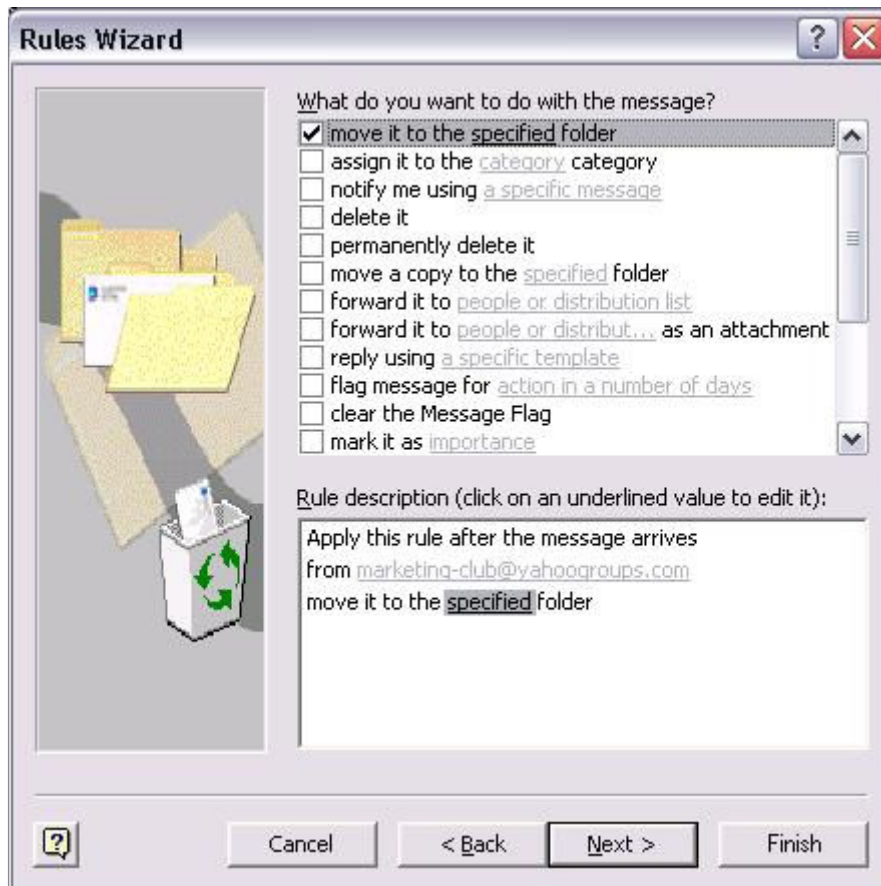 Rules Wizard
What do you want to do with the message?
move it to the specified folder
assign it to the category category
notify me using a specific message
delete it
permanently delete it
move a copy to the specified folder
forward it to people or distribution list
forward it to people or distribut... as an attachment
reply using a specific template
flag message for action in a number of days
clear the Message Flag
mark it as importance
Rule description (click on an underlined value to edit it):
Apply this rule after the message arrives
from marketing-club@yahoogroups.com
move it to the specified folder
Cancel < Back Next > Finish